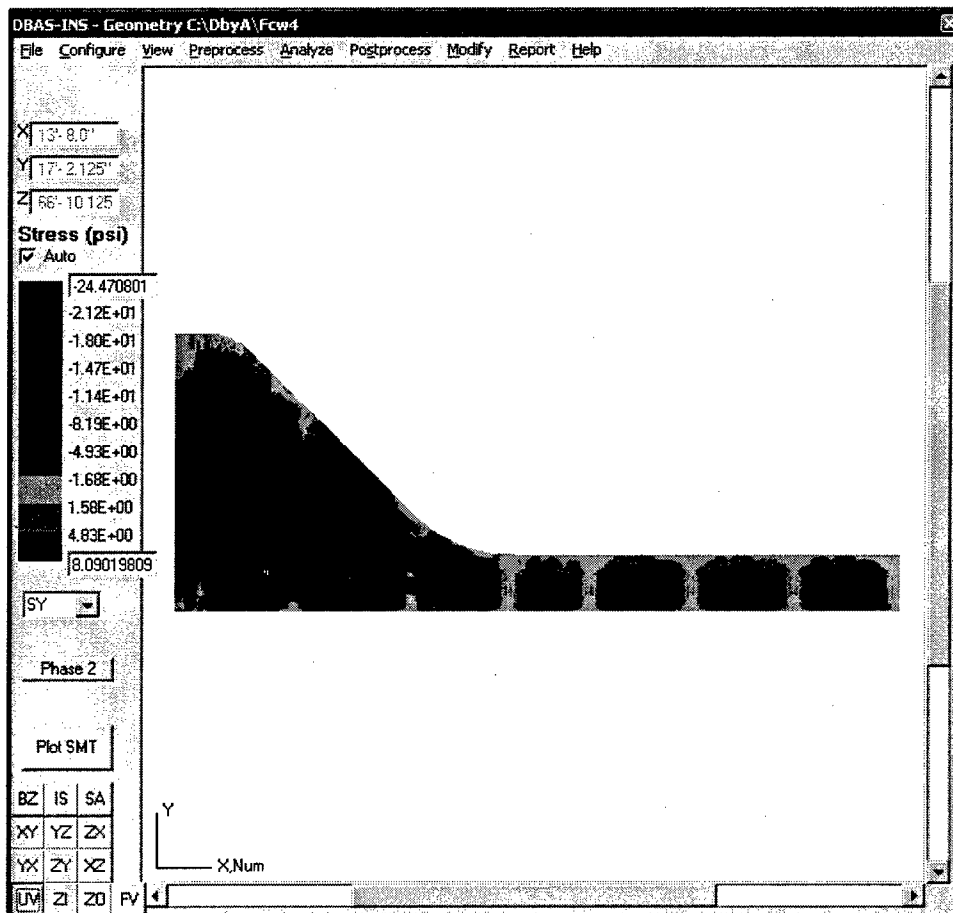 DBAS-INS - Geometry C:\DbyA\Fcw4
File Configure View Preprocess Analyze Postprocess Modify Report Help
X 13'- 8.0"
Y 17'- 2.125"
Z 66'- 10.125
Stress (psi)
Auto
-24.470801
-2.12E+01
-1.80E+01
-1.47E+01
-1.14E+01
-8.19E+00
-4.93E+00
-1.68E+00
1.58E+00
4.83E+00
8.09019809
SY
Phase 2
Plot SMT
BZ IS SA
XY YZ ZX
YX ZY XZ
UV ZI ZO PV
Y
X,Num